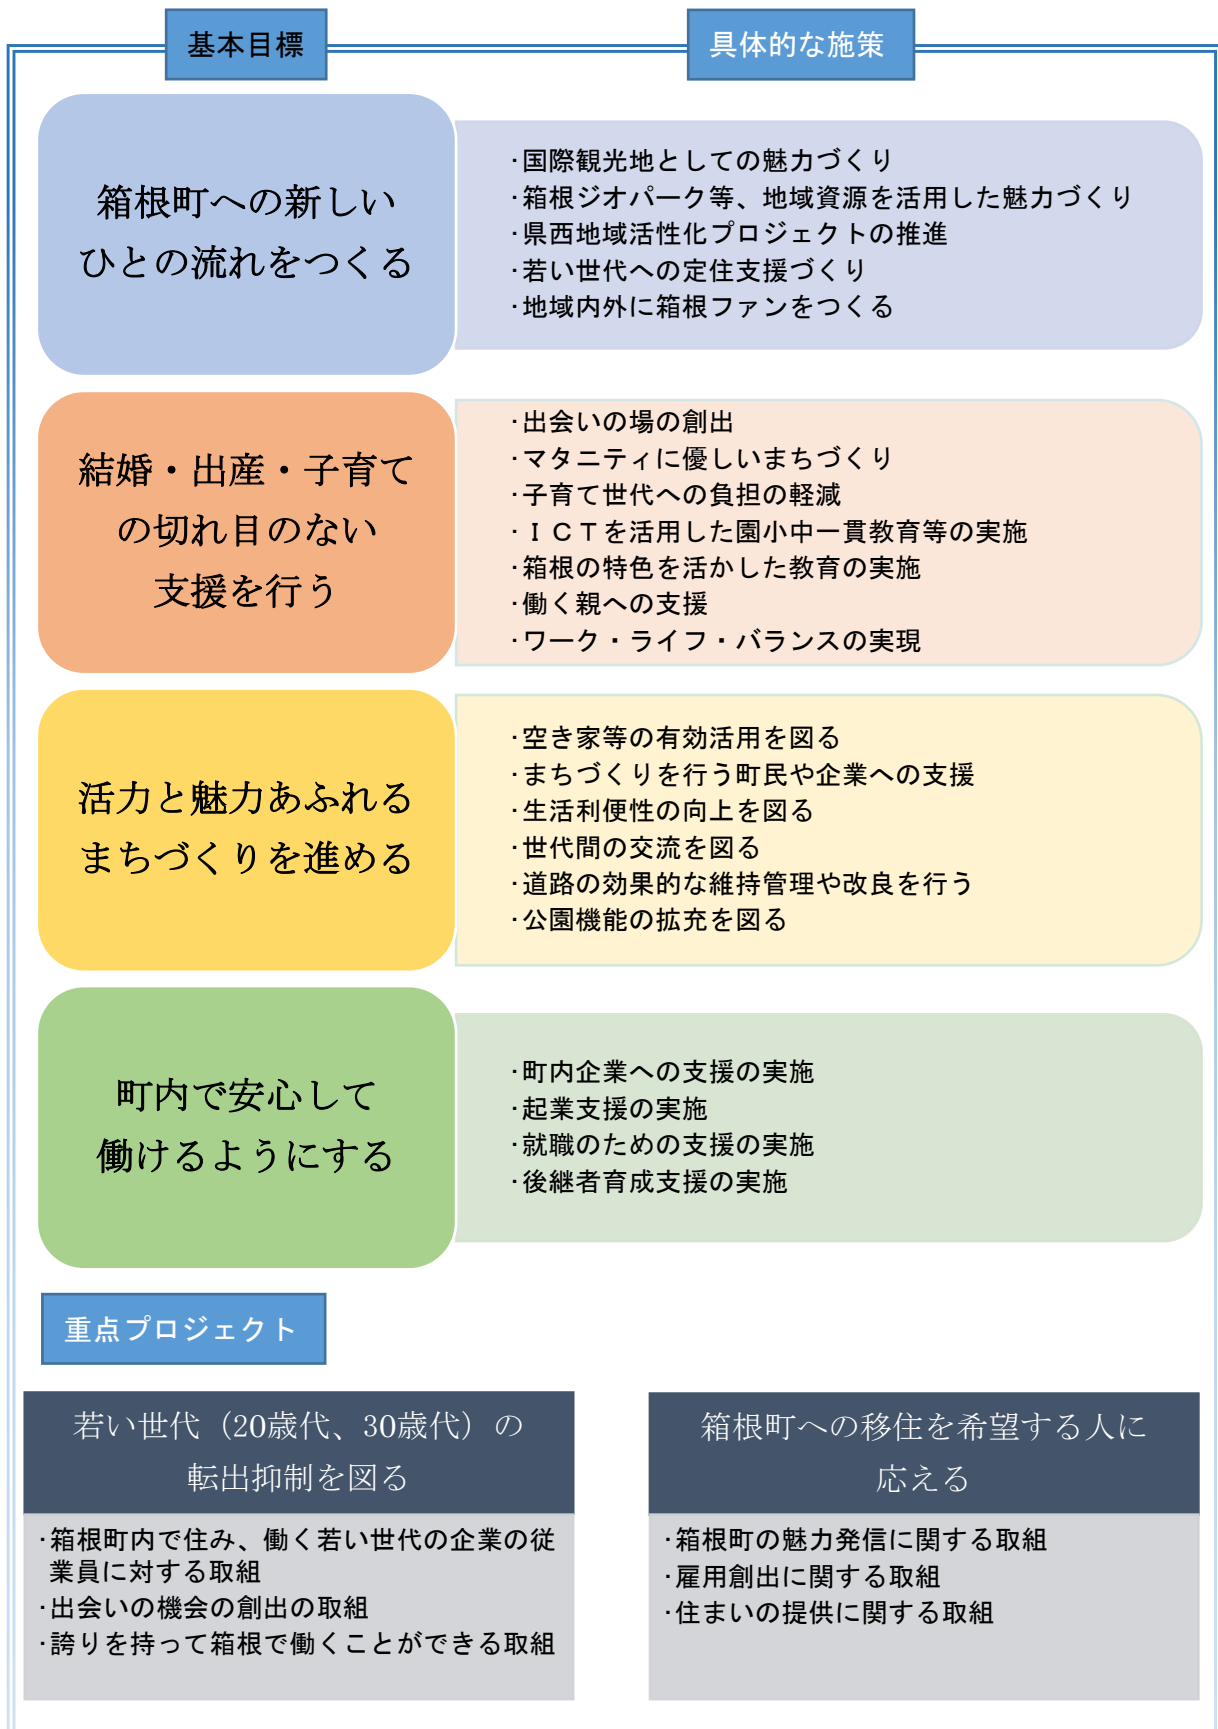 基本目標
具体的な施策
箱根町への新しい
ひとの流れをつくる
・国際観光地としての魅力づくり
・箱根ジオパーク等、地域資源を活用した魅力づくり
・県西地域活性化プロジェクトの推進
・若い世代への定住支援づくり
・地域内外に箱根ファンをつくる
結婚・出産・子育て
の切れ目のない
支援を行う
・出会いの場の創出
・マタニティに優しいまちづくり
・子育て世代への負担の軽減
・ＩＣＴを活用した園小中一貫教育等の実施
・箱根の特色を活かした教育の実施
・働く親への支援
・ワーク・ライフ・バランスの実現
活力と魅力あふれる
まちづくりを進める
・空き家等の有効活用を図る
・まちづくりを行う町民や企業への支援
・生活利便性の向上を図る
・世代間の交流を図る
・道路の効果的な維持管理や改良を行う
・公園機能の拡充を図る
町内で安心して
働けるようにする
・町内企業への支援の実施
・起業支援の実施
・就職のための支援の実施
・後継者育成支援の実施
重点プロジェクト
若い世代（20歳代、30歳代）の
転出抑制を図る
・箱根町内で住み、働く若い世代の企業の従
業員に対する取組
・出会いの機会の創出の取組
・誇りを持って箱根で働くことができる取組
箱根町への移住を希望する人に
応える
・箱根町の魅力発信に関する取組
・雇用創出に関する取組
・住まいの提供に関する取組